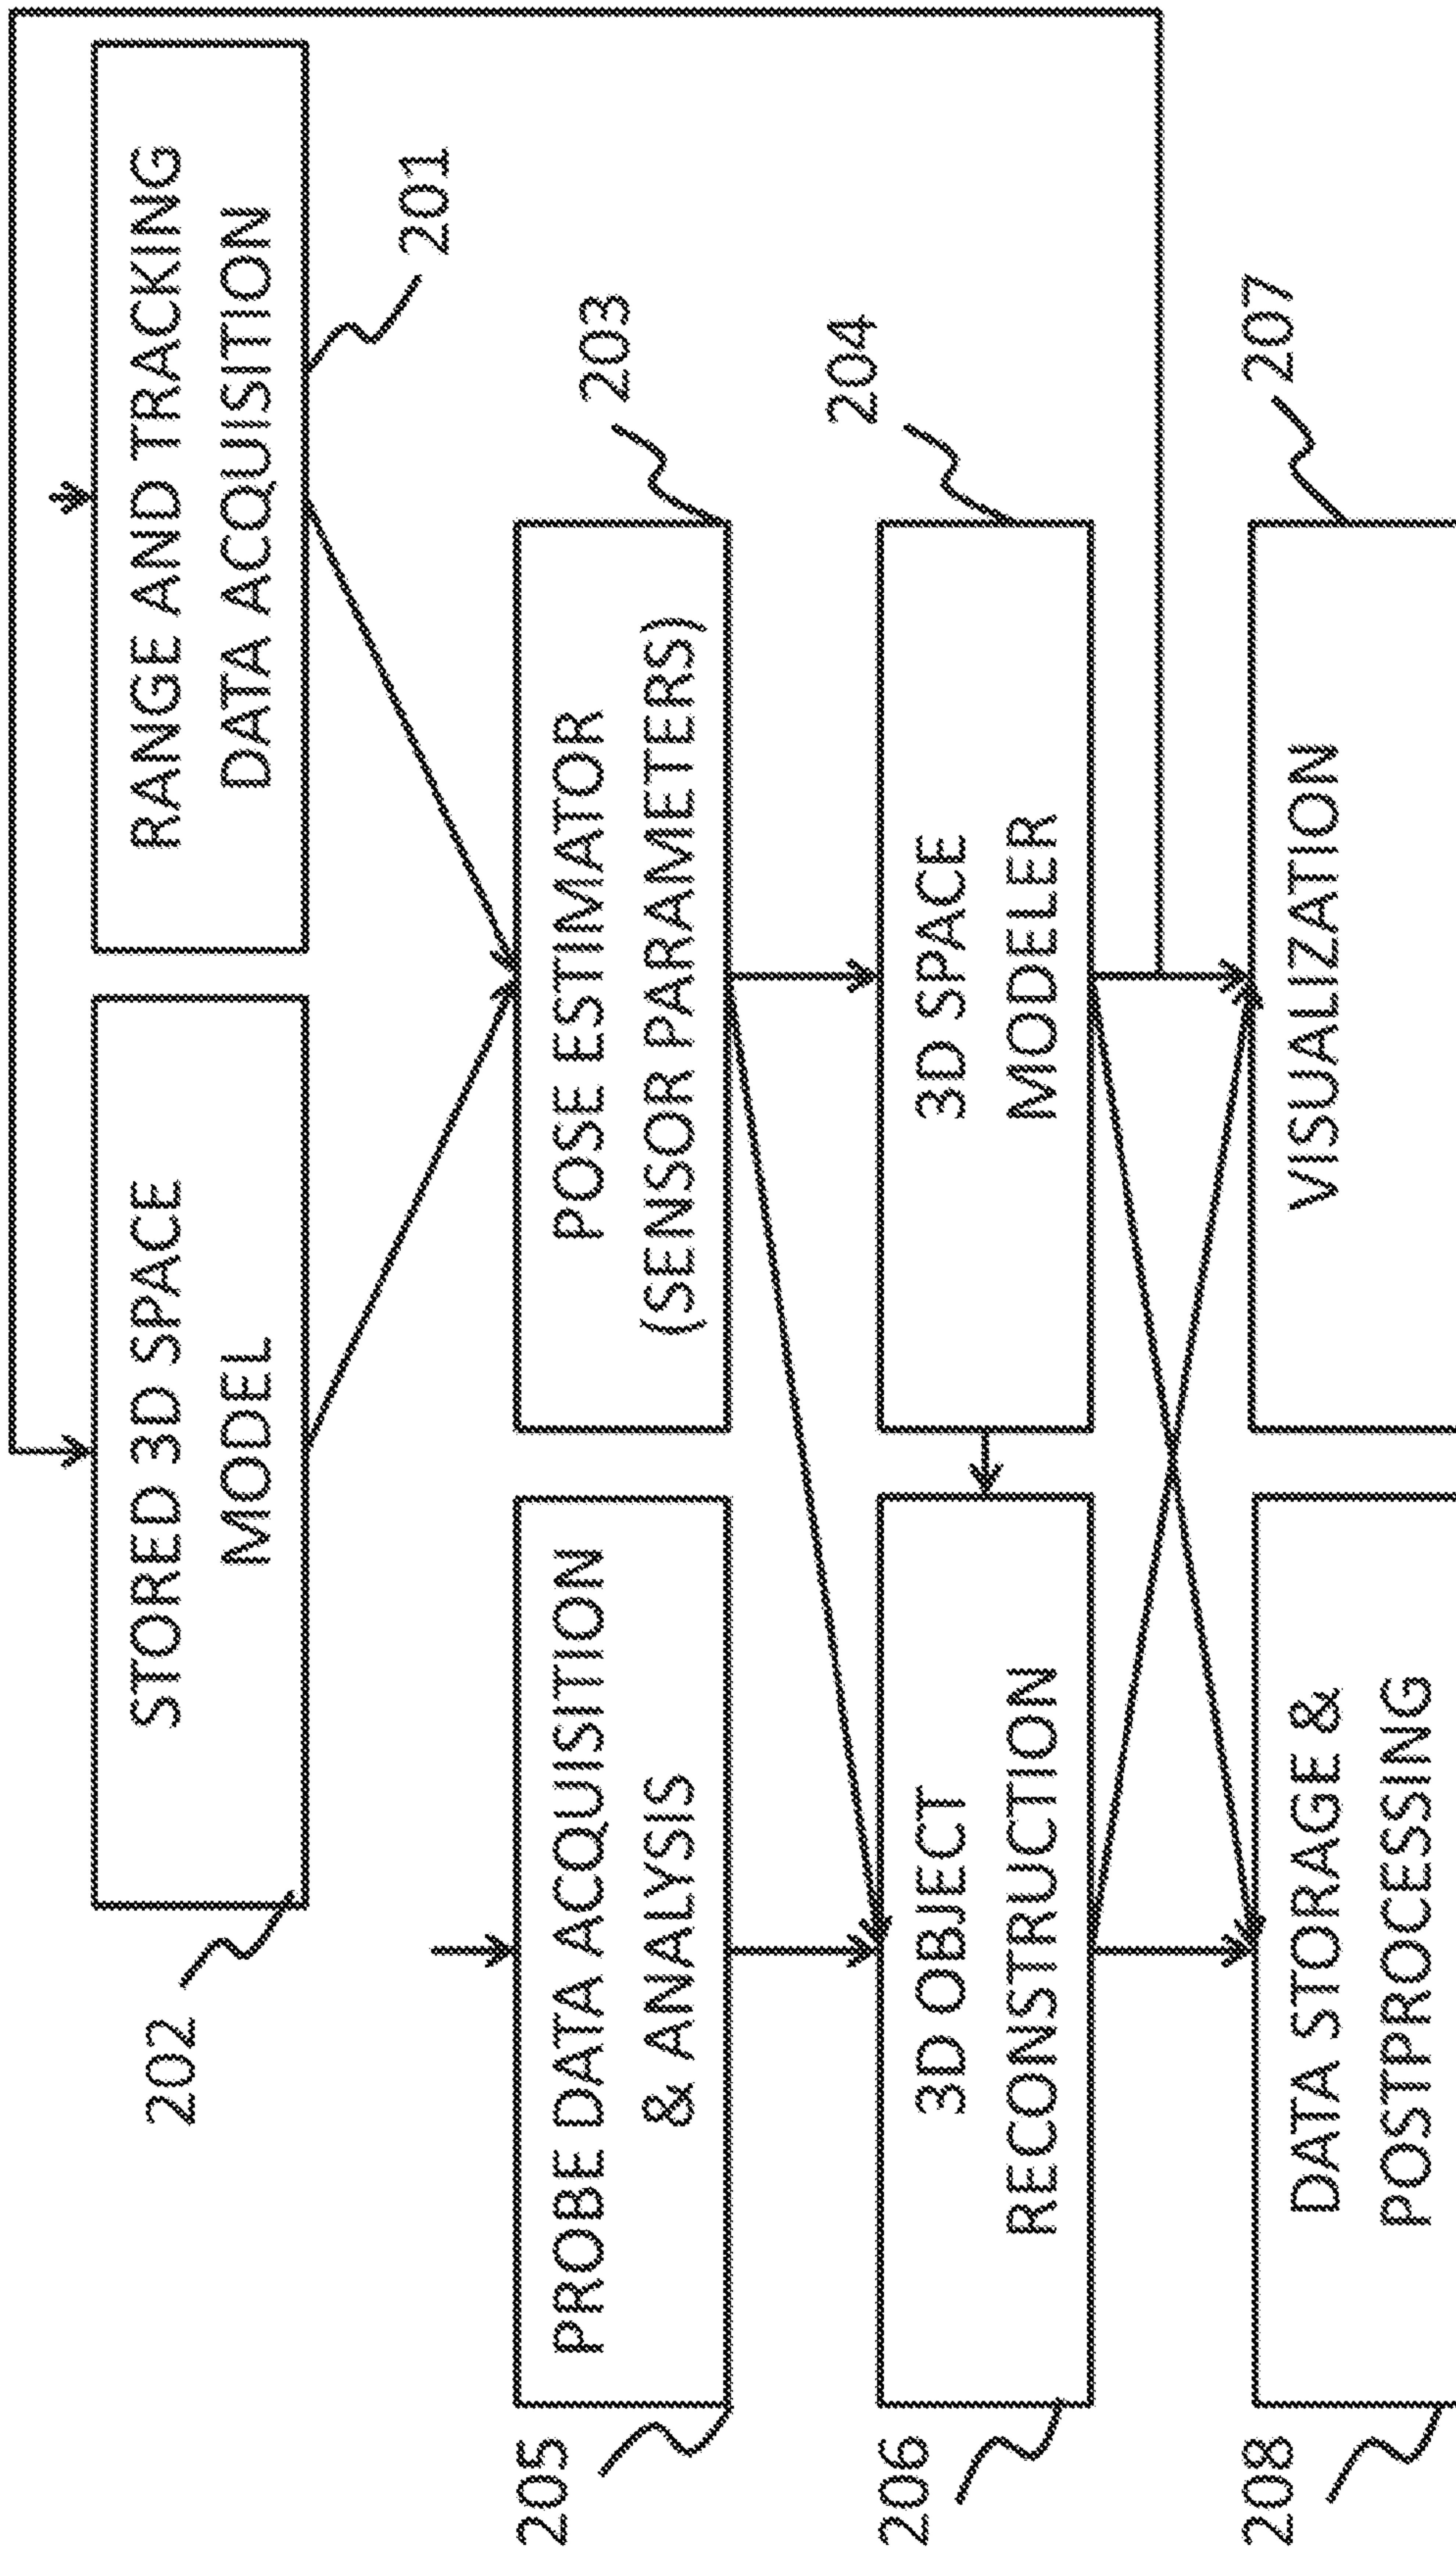 202
STORED 3D SPACE
MODEL
RANGE AND TRACKING
DATA ACQUISITION
201
205
PROBE DATA ACQUISITION
& ANALYSIS
POSE ESTIMATOR
(SENSOR PARAMETERS)
203
206
3D OBJECT
RECONSTRUCTION
3D SPACE
MODELER
204
208
DATA STORAGE &
POSTPROCESSING
VISUALIZATION
207